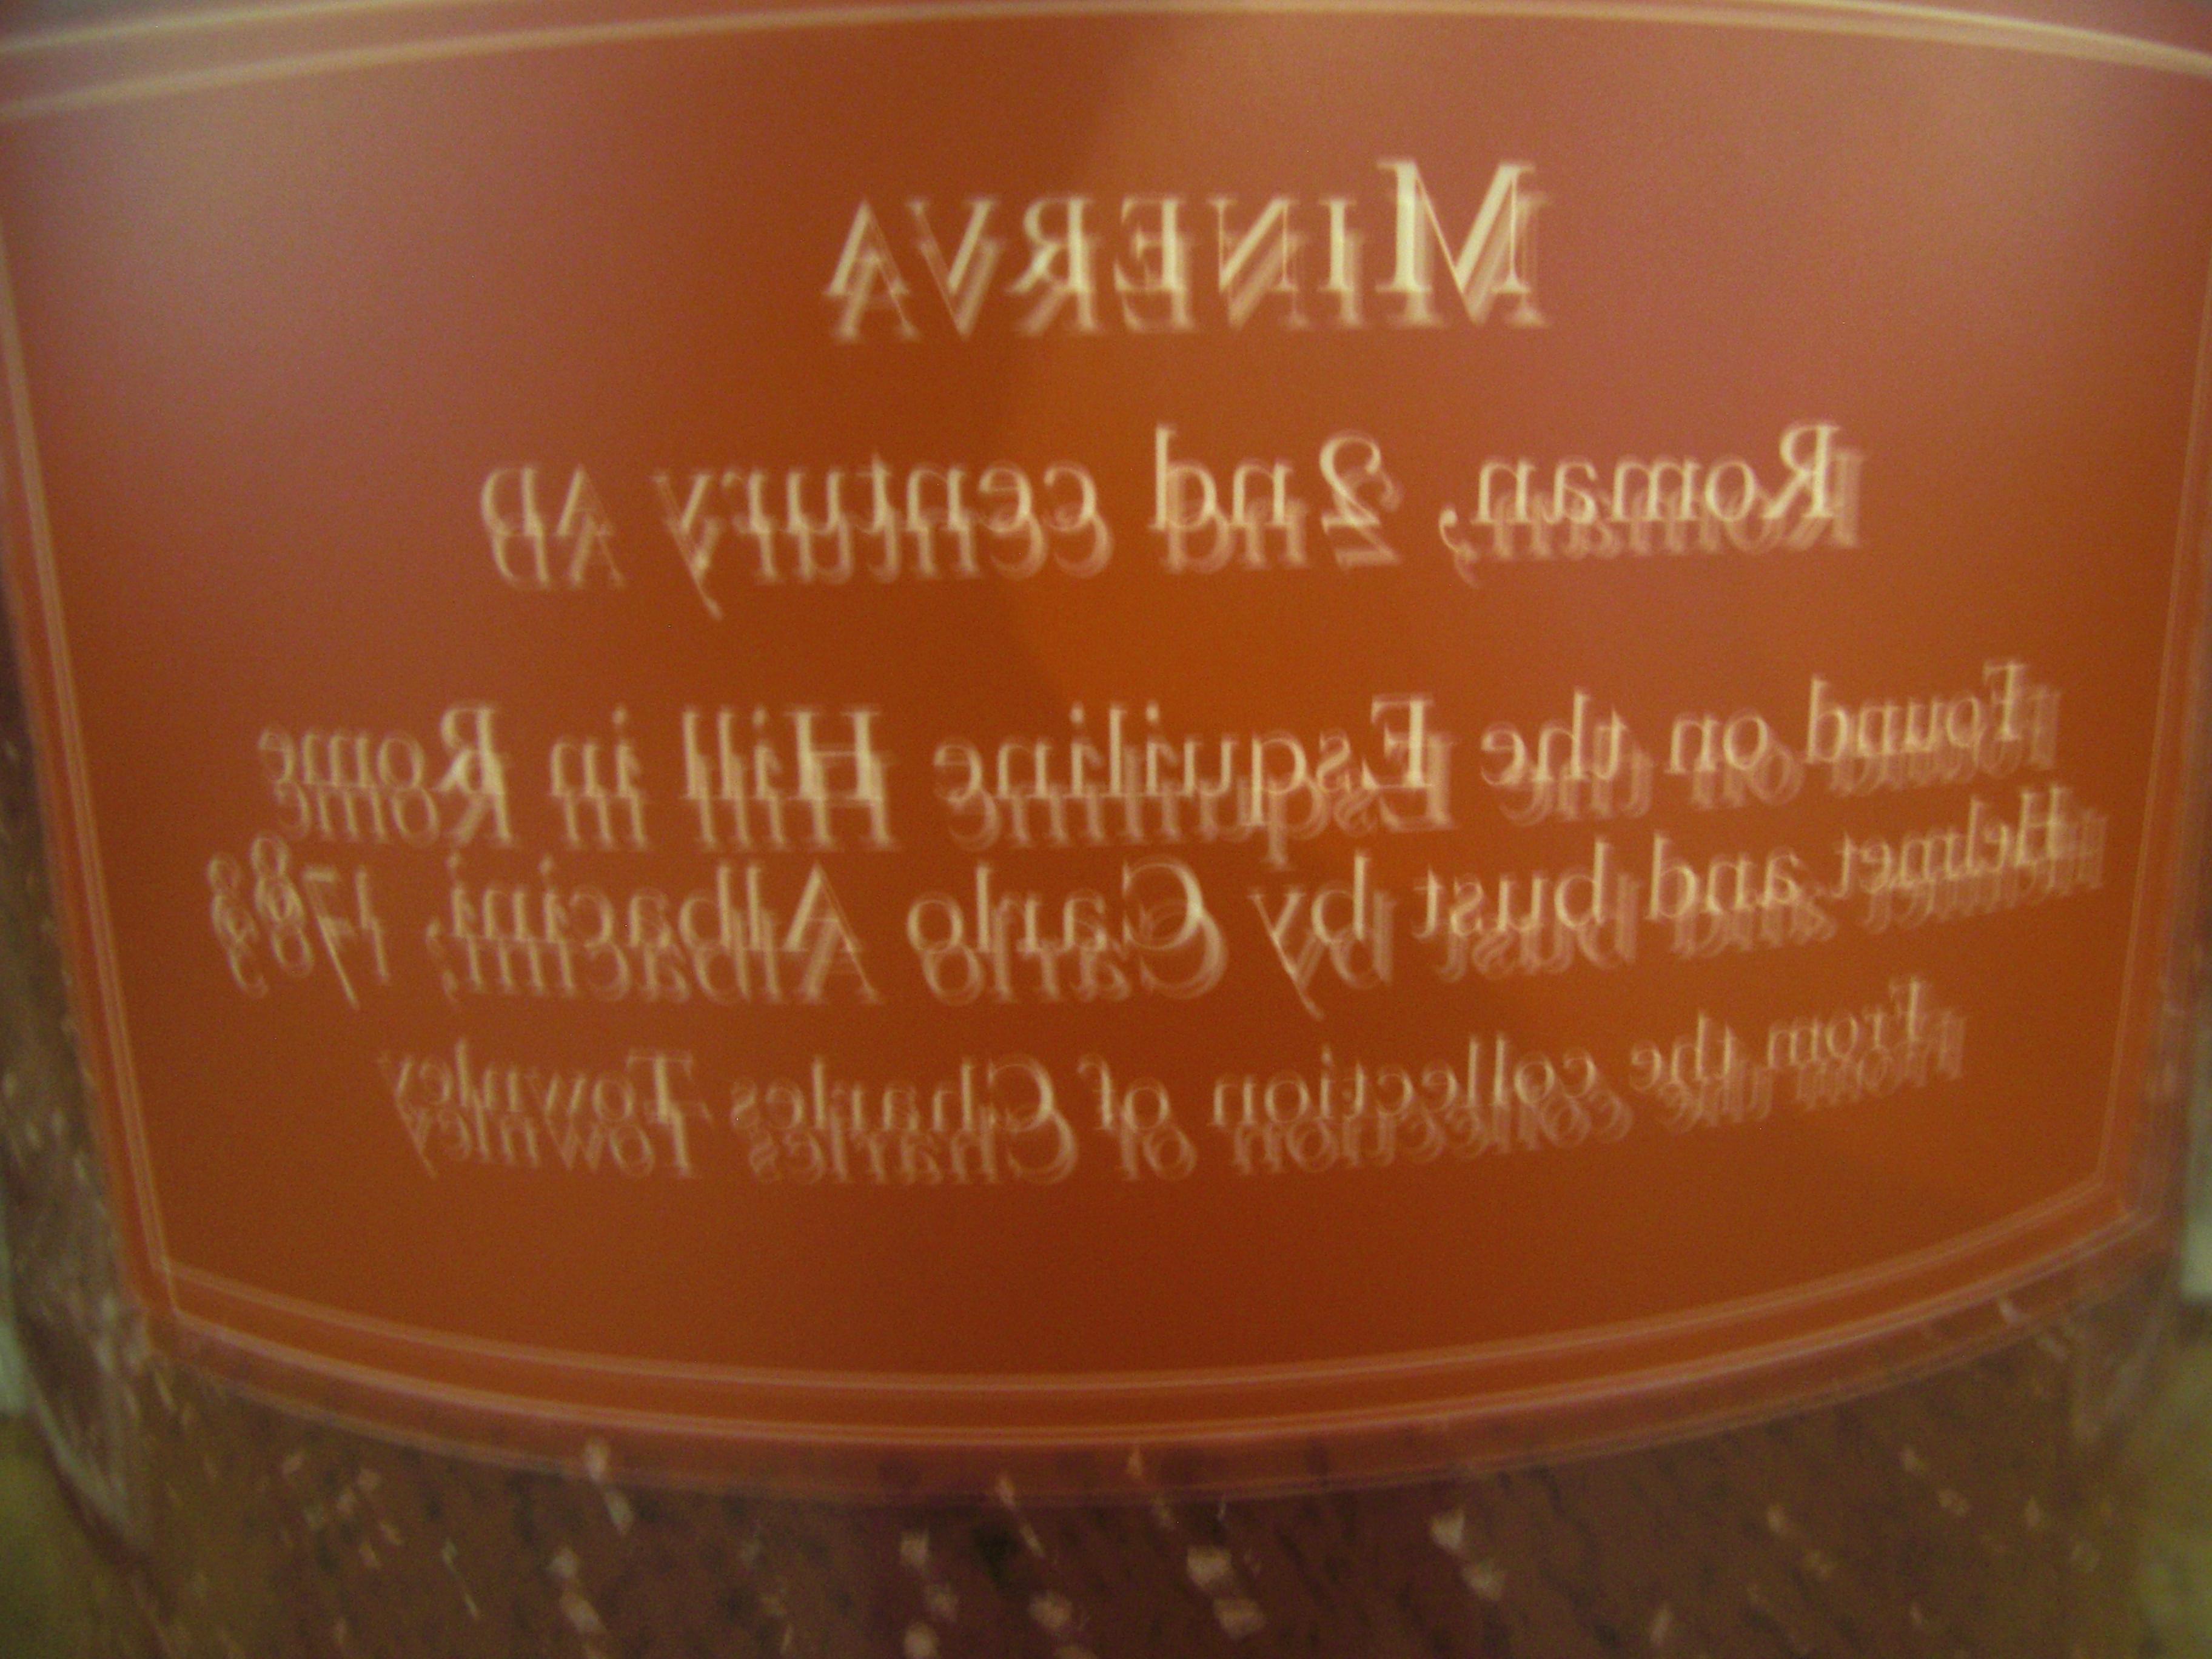 MINERVA
Roman, 2nd century AD
Found on the Esquiline Hill in Rome
Helmet and bust by Carlo Albacini, 1783
From the collection of Charles Townley